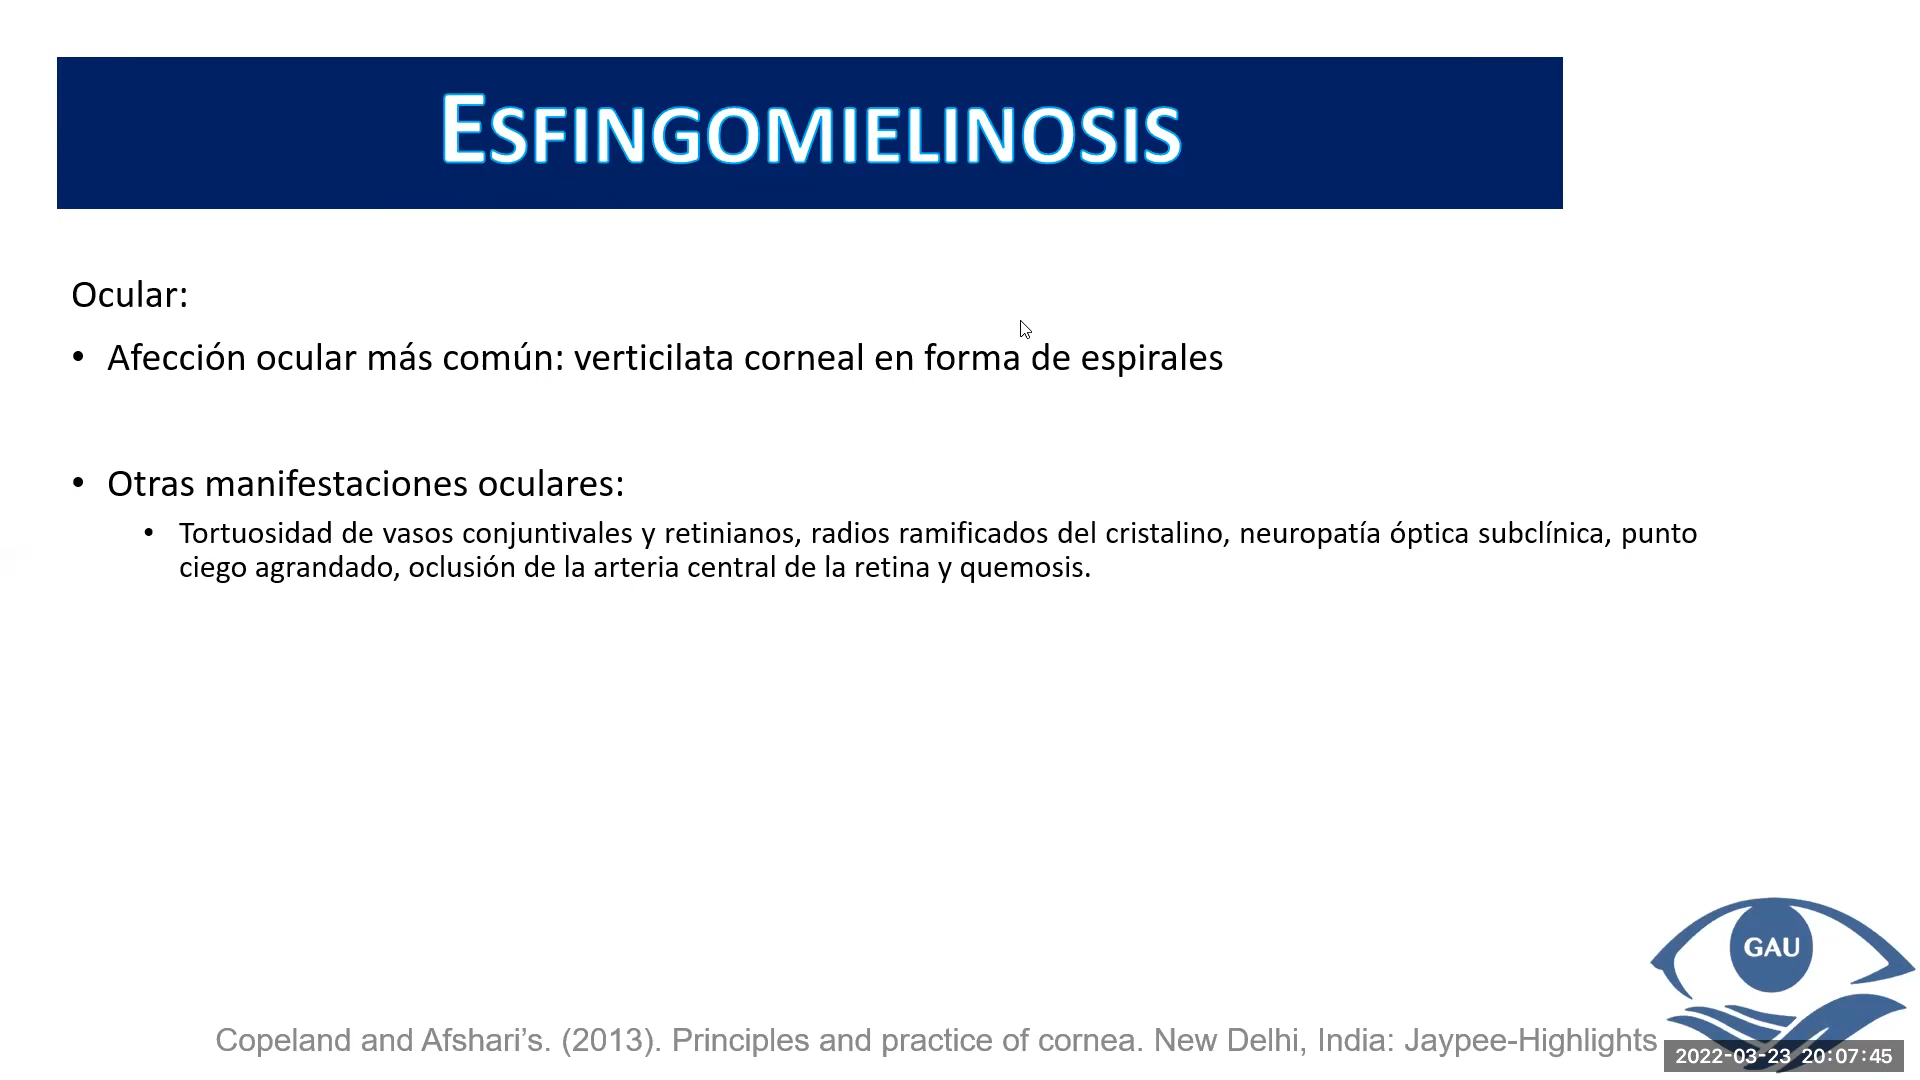 ESFINGOMIELINOSIS
Ocular:
• Afección ocular más común: verticilata corneal en forma de espirales
• Otras manifestaciones oculares:
• Tortuosidad de vasos conjuntivales y retinianos, radios ramificados del cristalino, neuropatía óptica subclínica, punto
ciego agrandado, oclusión de la arteria central de la retina y quemosis.
GAU
Copeland and Afshari’s. (2013). Principles and practice of cornea. New Delhi, India: Jaypee-Highlights
2022-03-23 20:07:45